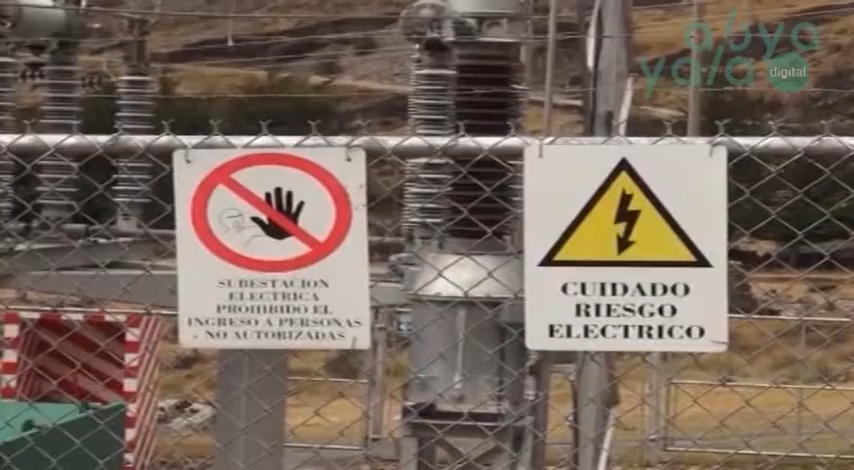 abya
yala
digital
SUBESTACION
ELECTRICA
PROHIBIDO EL
INGRESO A PERSONAS
NO AUTORIZADAS
CUIDADO
RIESGO
ELECTRICO